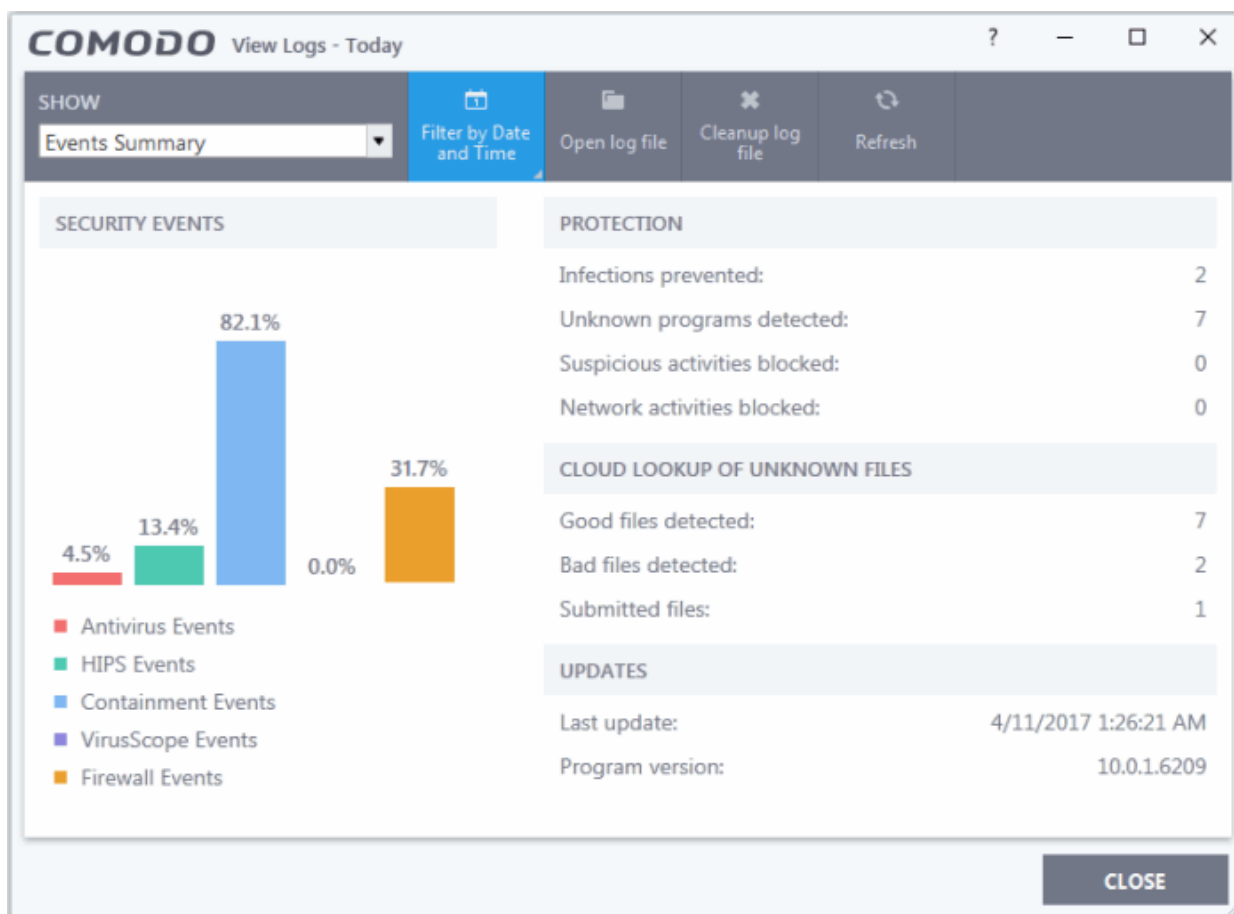 COMODO View Logs - Today
?
SHOW
Events Summary
1
Filter by Date
and Time
Open log file
Cleanup log
file
Refresh
SECURITY EVENTS
82.1%
31.7%
13.4%
4.5%
0.0%
Antivirus Events
HIPS Events
Containment Events
VirusScope Events
Firewall Events
PROTECTION
Infections prevented: 2
Unknown programs detected: 7
Suspicious activities blocked: 0
Network activities blocked: 0
CLOUD LOOKUP OF UNKNOWN FILES
Good files detected: 7
Bad files detected: 2
Submitted files: 1
UPDATES
Last update: 4/11/2017 1:26:21 AM
Program version: 10.0.1.6209
CLOSE